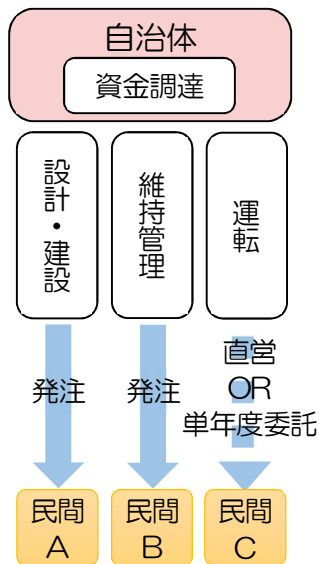 自治体
資金調達
設計・建設
維持管理
運転
発注
発注
直営
OR
単年度委託
民間
A
民間
B
民間
C